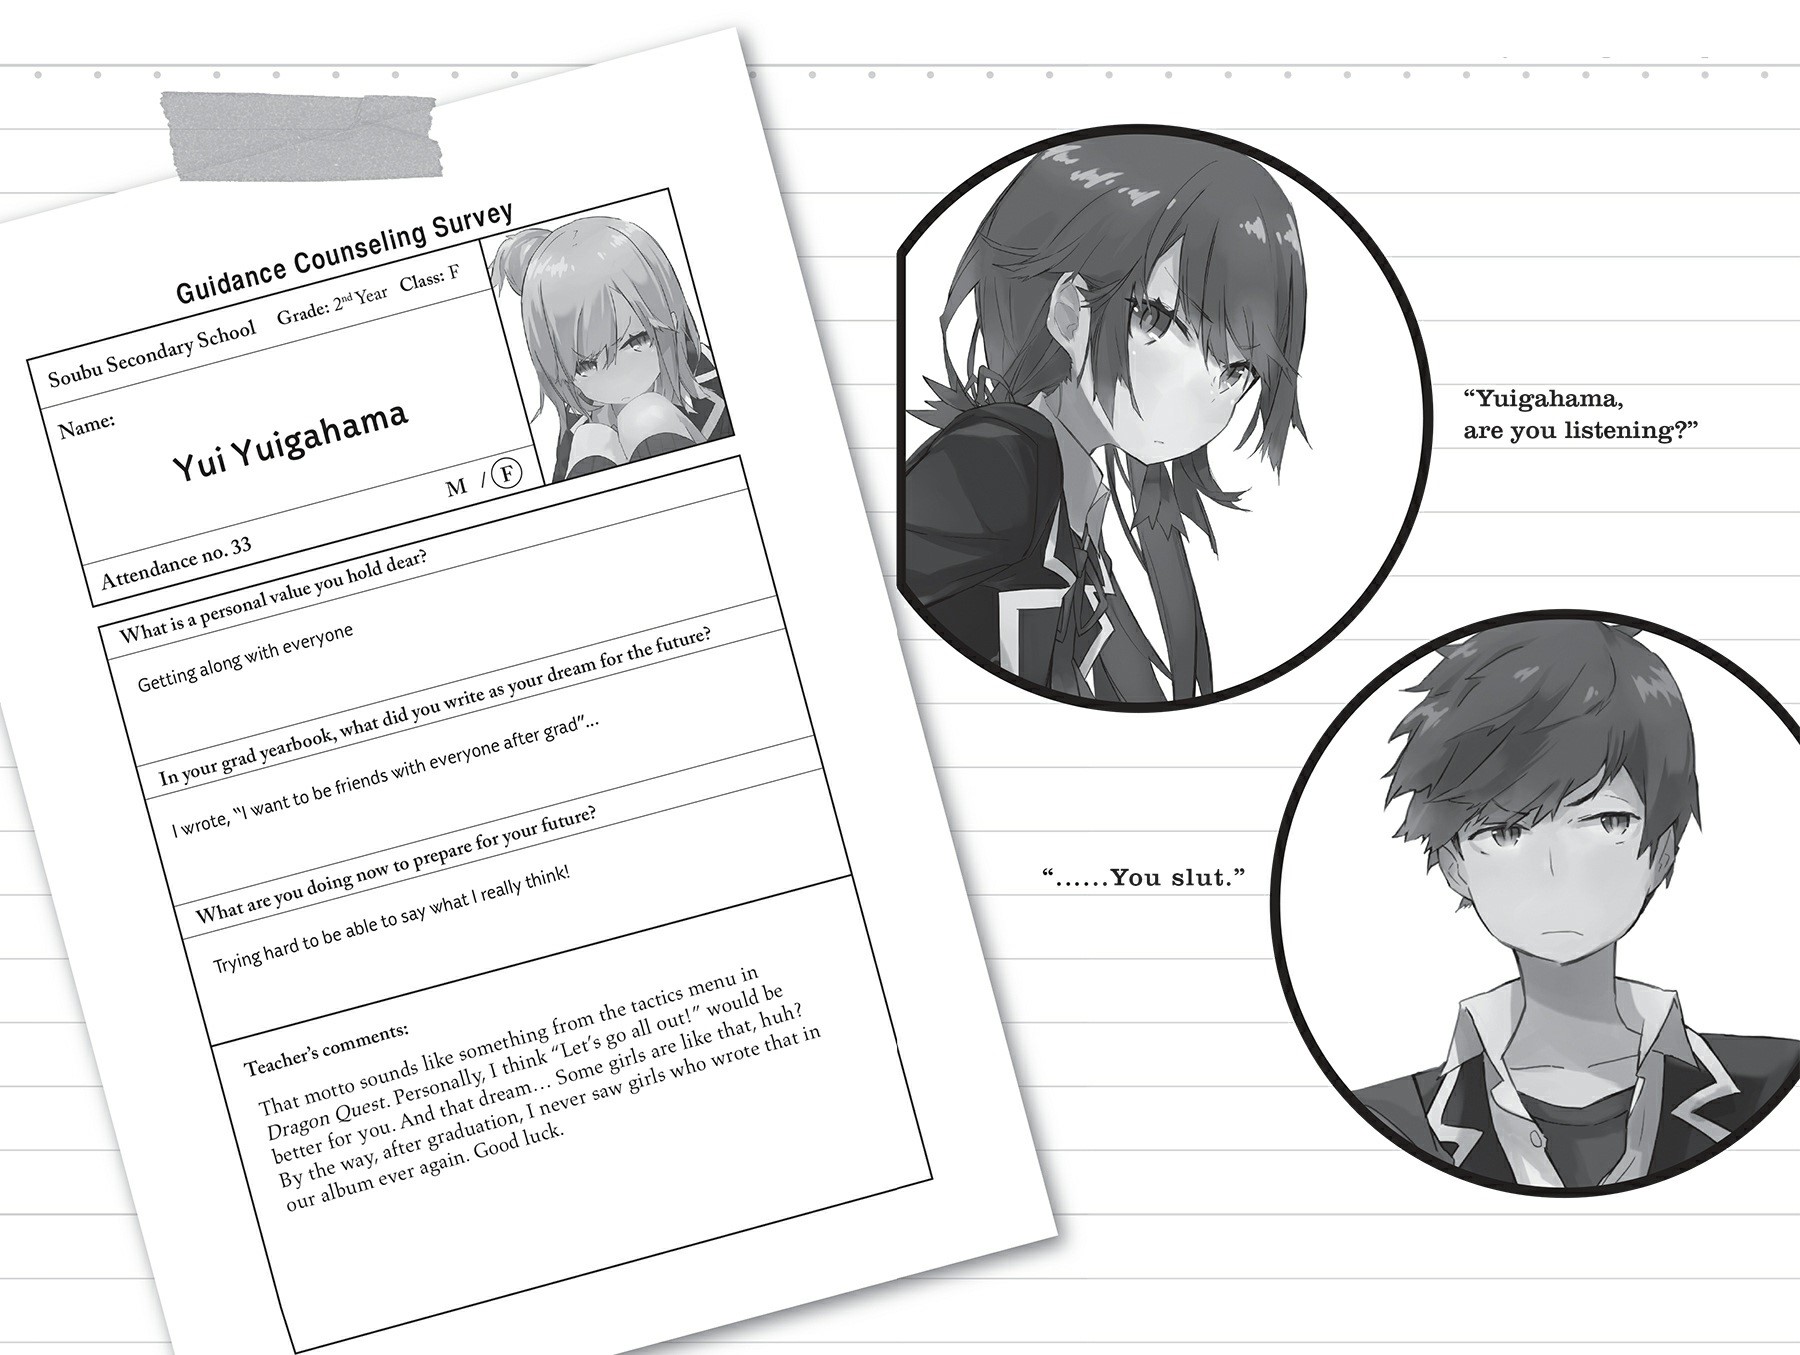 Guidance Counseling Survey
Soubu Secondary School Grade: 2nd Year Class: F
Name:
Yui Yuigahama
M / F
Attendance no. 33
What is a personal value you hold dear?
Getting along with everyone
In your grad yearbook, what did you write as your dream for the future?
I wrote, “I want to be friends with everyone after grad”...
What are you doing now to prepare for your future?
Trying hard to be able to say what I really think!
Teacher’s comments:
That motto sounds like something from the tactics menu in
Dragon Quest. Personally, I think “Let’s go all out!” would be
better for you. And that dream... Some girls are like that, huh?
By the way, after graduation, I never saw girls who wrote that in
our album ever again. Good luck.
“Yuigahama,
are you listening?”
“......You slut.”